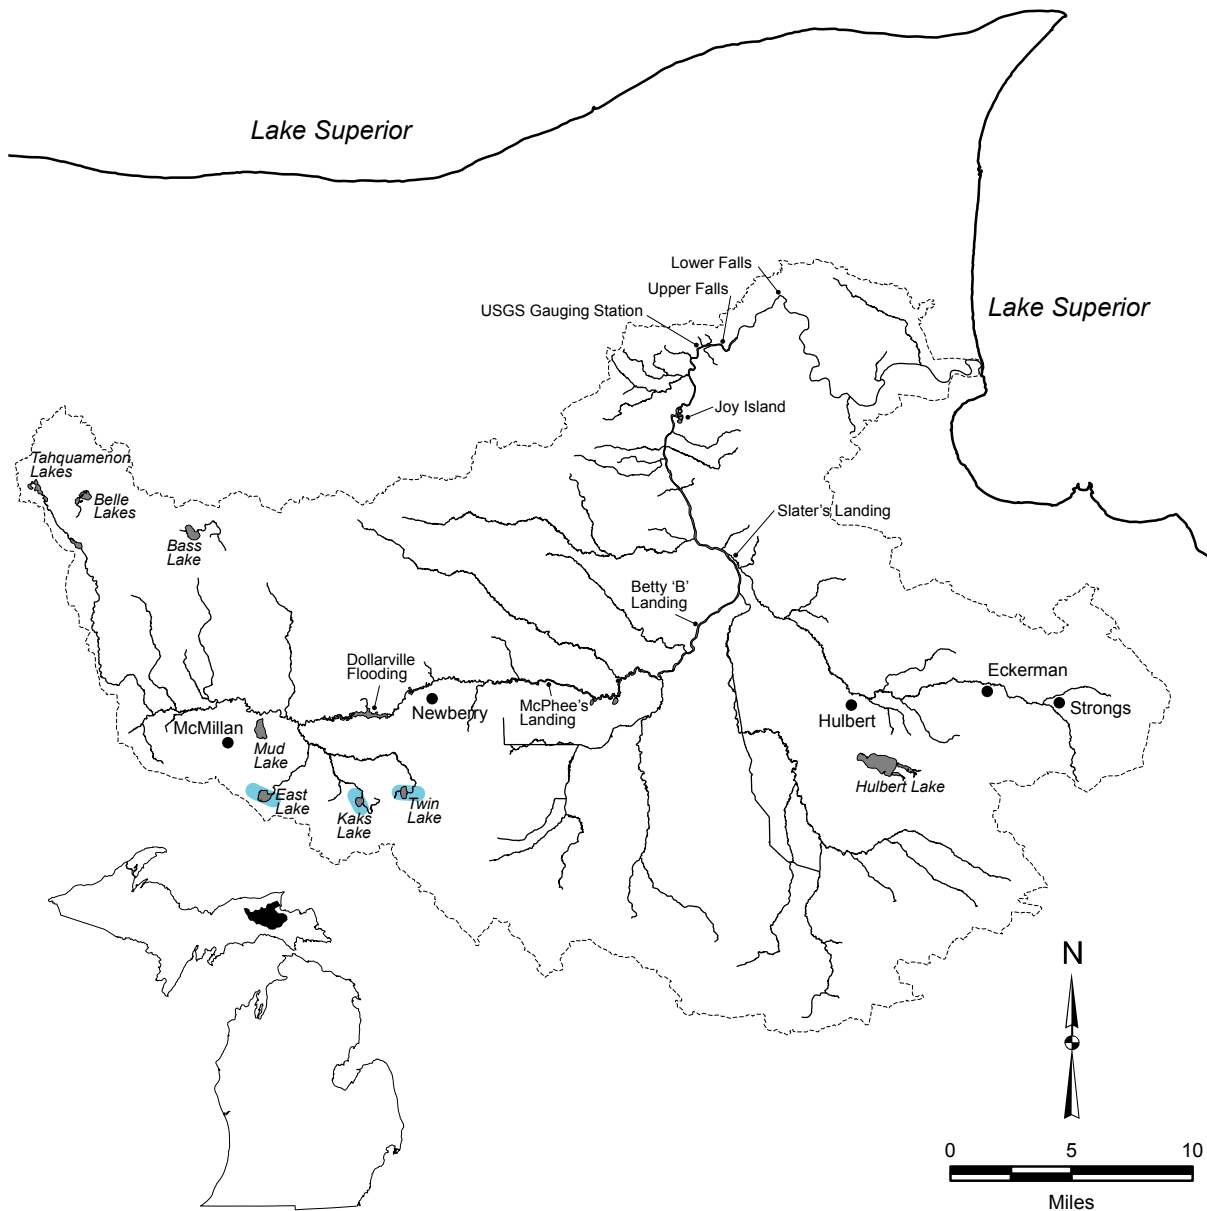 Lake Superior
Lower Falls
Upper Falls
USGS Gauging Station
Lake Superior
Joy Island
Tahquamenon
Lakes
Belle
Lakes
Bass
Lake
Slater's Landing
Betty 'B'
Landing
Dollarville
Flooding
Newberry
McPhee's
Landing
McMillan
Mud
Lake
East
Lake
Kaks
Lake
Twin
Lake
Eckerman
Hulbert
Strongs
Hulbert Lake
N
0 5 10
Miles